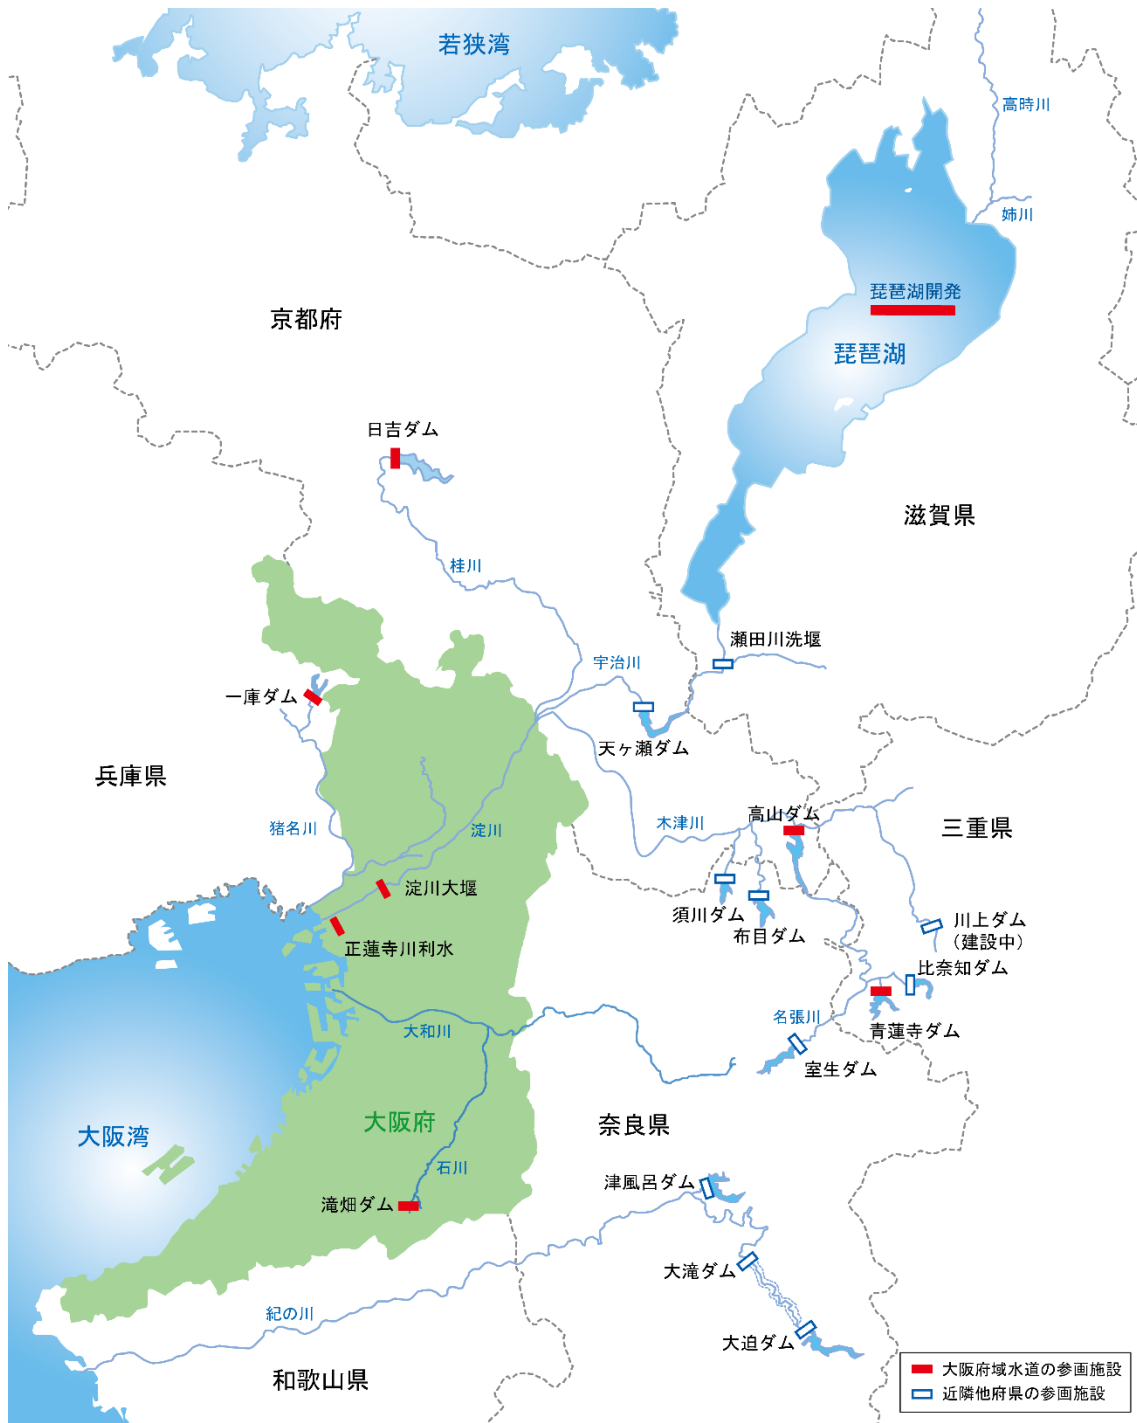 若狭湾
高時川
姉川
琵琶湖開発
琵琶湖
京都府
日吉ダム
滋賀県
桂川
瀬田川洗堰
宇治川
一庫ダム
天ヶ瀬ダム
兵庫県
猪名川
淀川
木津川
高山ダム
三重県
淀川大堰
須川ダム
布目ダム
川上ダム
(建設中)
正蓮寺川利水
比奈知ダム
大和川
名張川
青蓮寺ダム
室生ダム
大阪府
奈良県
大阪湾
石川
津風呂ダム
滝畑ダム
大滝ダム
紀の川
大迫ダム
和歌山県
大阪府域水道の参画施設
近隣他府県の参画施設